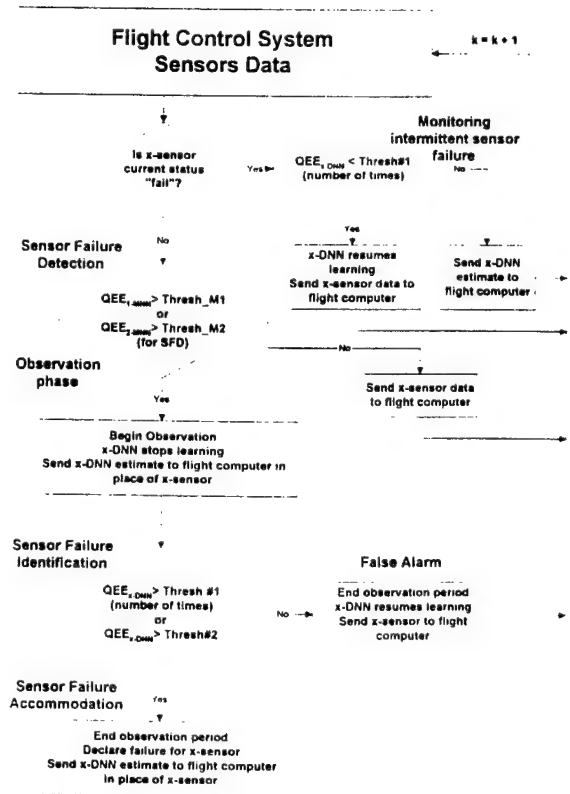 Flight Control System
Sensors Data
k = k + 1
Monitoring
intermittent sensor
failure
Is x-sensor
current status
"fail"?
Yes
QEE x-DNN < Thresh#1
(number of times)
No
No
Yes
Sensor Failure
Detection
x-DNN resumes
learning
Send x-sensor data to
flight computer
Send x-DNN
estimate to
flight computer
QEE 1-MNN > Thresh_M1
or
QEE 2-MNN > Thresh_M2
(for SFD)
No
Observation
phase
Send x-sensor data
to flight computer
Yes
Begin Observation
x-DNN stops learning
Send x-DNN estimate to flight computer in
place of x-sensor
Sensor Failure
Identification
False Alarm
QEE x-DNN > Thresh #1
(number of times)
or
QEE x-DNN > Thresh#2
No
End observation period
x-DNN resumes learning
Send x-sensor to flight
computer
Sensor Failure
Accommodation
Yes
End observation period
Declare failure for x-sensor
Send x-DNN estimate to flight computer
in place of x-sensor